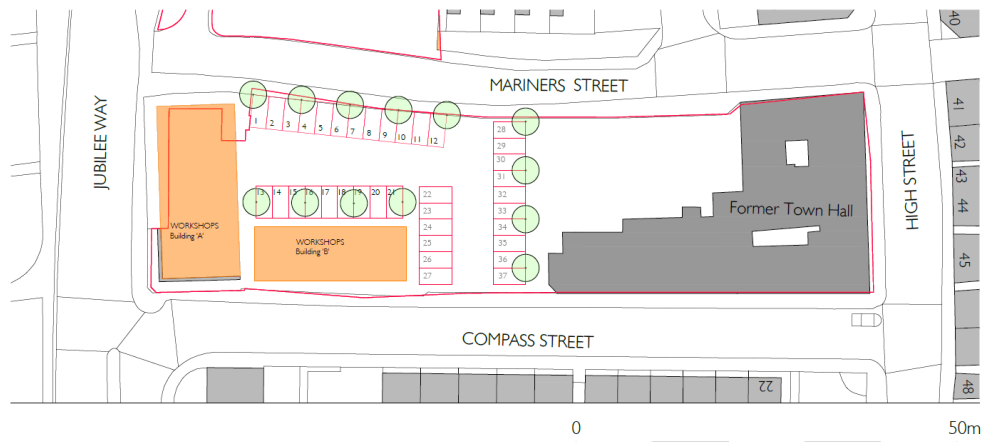 40
MARINERS STREET
JUBILEE WAY
HIGH STREET
41
42
43
44
45
48
1 2 3 4 5 6 7 8 9 10 11 12
28
29
30
31
32
33
34
35
36
37
13 14 15 16 17 18 19 20 21
22
23
24
25
26
27
WORKSHOPS
Building 'A'
WORKSHOPS
Building 'B'
Former Town Hall
COMPASS STREET
22
0 50m